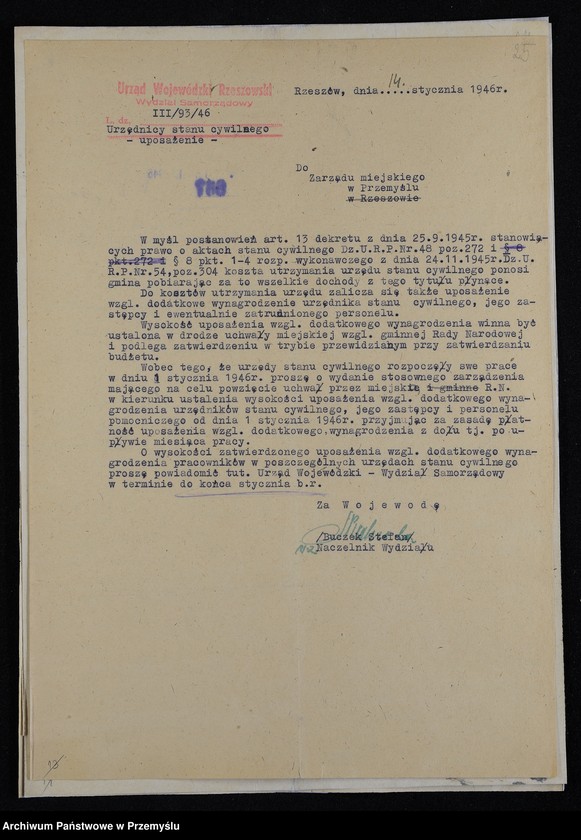 25
Urząd Wojewódzki Rzeszowski
Wydział Samorządowy
L. dz. III/93/46
Rzeszów, dnia..14...stycznia 1946r.
Urzędnicy stanu cywilnego
- uposażenie -
Do
Zarządu miejskiego
w Przemyślu
w Rzeszowie
W myśl postanowień art. 13 dekretu z dnia 25.9.1945r. stanowią-
cych prawo o aktach stanu cywilnego Dz.U.R.P.Nr.48 poz.272 i § 8
pkt.272 i § 8 pkt. 1-4 rozp. wykonawczego z dnia 24.11.1945r.Dz.U.
R.P.Nr.54,poz.304 koszta utrzymania urzędu stanu cywilnego ponosi
gmina pobierając za to wszelkie dochody z tego tytułu płynące.
Do kosztów utrzymania urzędu zalicza się także uposażenie
wzgl. dodatkowe wynagrodzenie urzędnika stanu cywilnego, jego za-
stępcy i ewentualnie zatrunionego personelu.
Wysokość uposażenia wzgl. dodatkowego wynagrodzenia winna być
ustalona w drodze uchwały miejskiej wzgl. gminnej Rady Narodowej
i podlega zatwierdzeniu w trybie przewidzianym przy zatwierdzaniu
budżetu.
Wobec tego, że urzędy stanu cywilnego rozpoczęły swe prace
w dniu 1 stycznia 1946r. proszę o wydanie stosownego zarządzenia
mającego na celu powzięcie uchwał przez miejską i gminne R.N.
w kierunku ustalenia wysokości uposażenia wzgl. dodatkowego wyna-
grodzenia urzędników stanu cywilnego, jego zastępcy i personelu
pomocniczego od dnia 1 stycznia 1946r. przyjmując za zasadę płat-
ność uposażenia wzgl. dodatkowego,wynagrodzenia z dołu tj. po u-
pływie miesiąca pracy.
O wysokości zatwierdzonego uposażenia wzgl. dodatkowego wyna-
grodzenia pracowników w poszczególnych urzędach stanu cywilnego
proszę powiadomić tut. Urząd Wojewódzki - Wydział Samorządowy
w terminie do końca stycznia b.r.
Za Wojewodę
/Buczek Stefan/
Naczelnik Wydziału
Archiwum Państwowe w Przemyślu